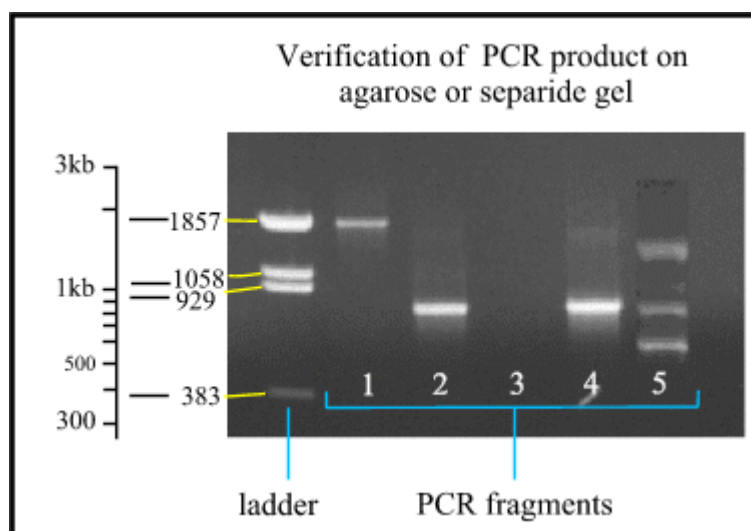 Verification of PCR product on
agarose or separide gel
3kb
1857
1058
1kb
929
500
383
300
1 2 3 4 5
ladder
PCR fragments